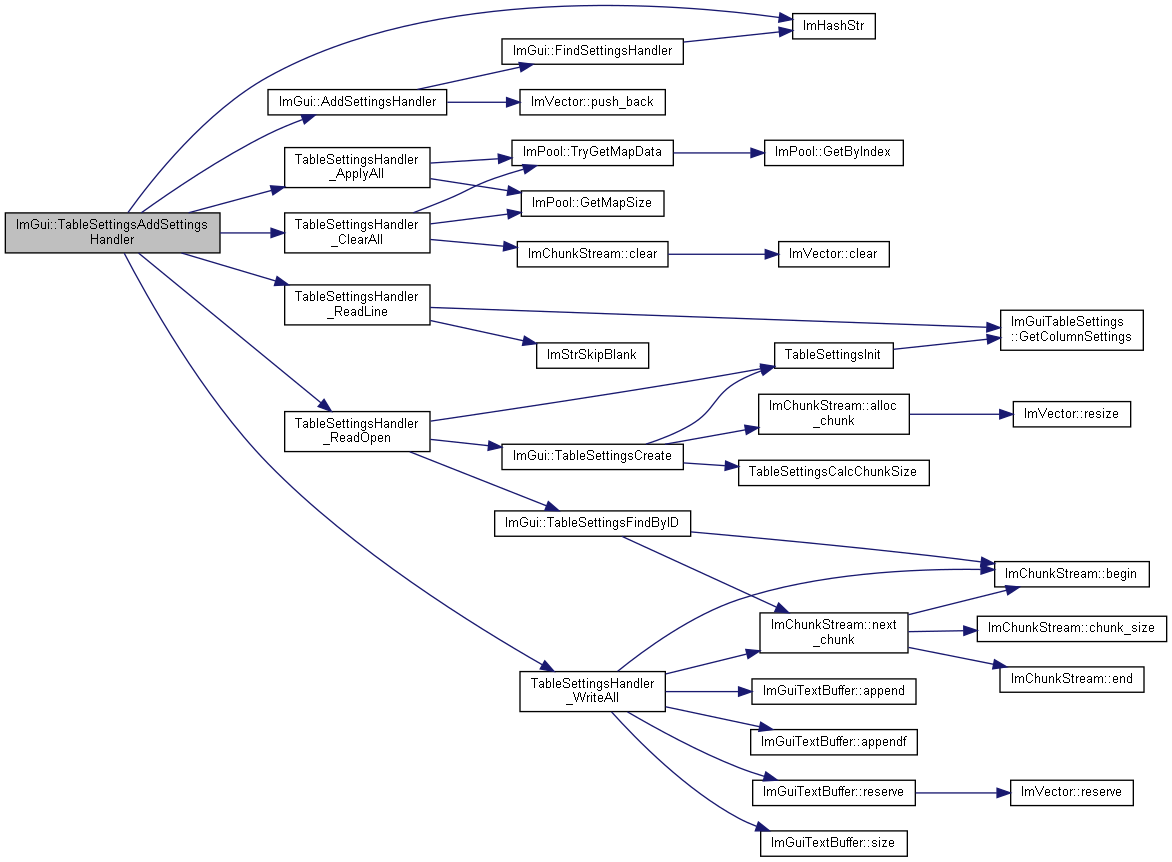 ImHashStr
ImGui::FindSettingsHandler
ImGui::AddSettingsHandler
ImVector::push_back
TableSettingsHandler
_ApplyAll
ImPool::TryGetMapData
ImPool::GetByIndex
ImPool::GetMapSize
ImGui::TableSettingsAddSettings
Handler
TableSettingsHandler
_ClearAll
ImChunkStream::clear
ImVector::clear
TableSettingsHandler
_ReadLine
ImGuiTableSettings
::GetColumnSettings
ImStrSkipBlank
TableSettingsInit
ImChunkStream::alloc
_chunk
ImVector::resize
TableSettingsHandler
_ReadOpen
ImGui::TableSettingsCreate
TableSettingsCalcChunkSize
ImGui::TableSettingsFindByID
ImChunkStream::begin
ImChunkStream::next
_chunk
ImChunkStream::chunk_size
ImChunkStream::end
TableSettingsHandler
_WriteAll
ImGuiTextBuffer::append
ImGuiTextBuffer::appendf
ImGuiTextBuffer::reserve
ImVector::reserve
ImGuiTextBuffer::size